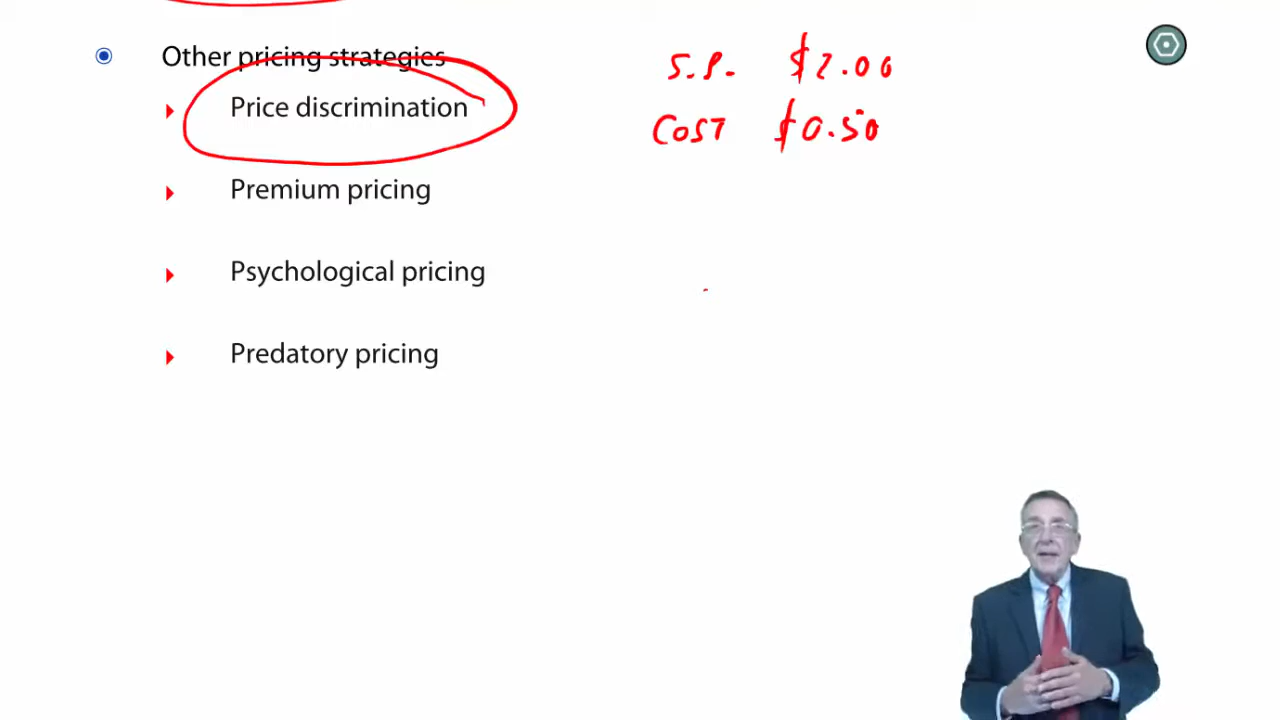 Other pricing strategies
Price discrimination
Premium pricing
Psychological pricing
Predatory pricing
S.P. $2.00
COST $0.50